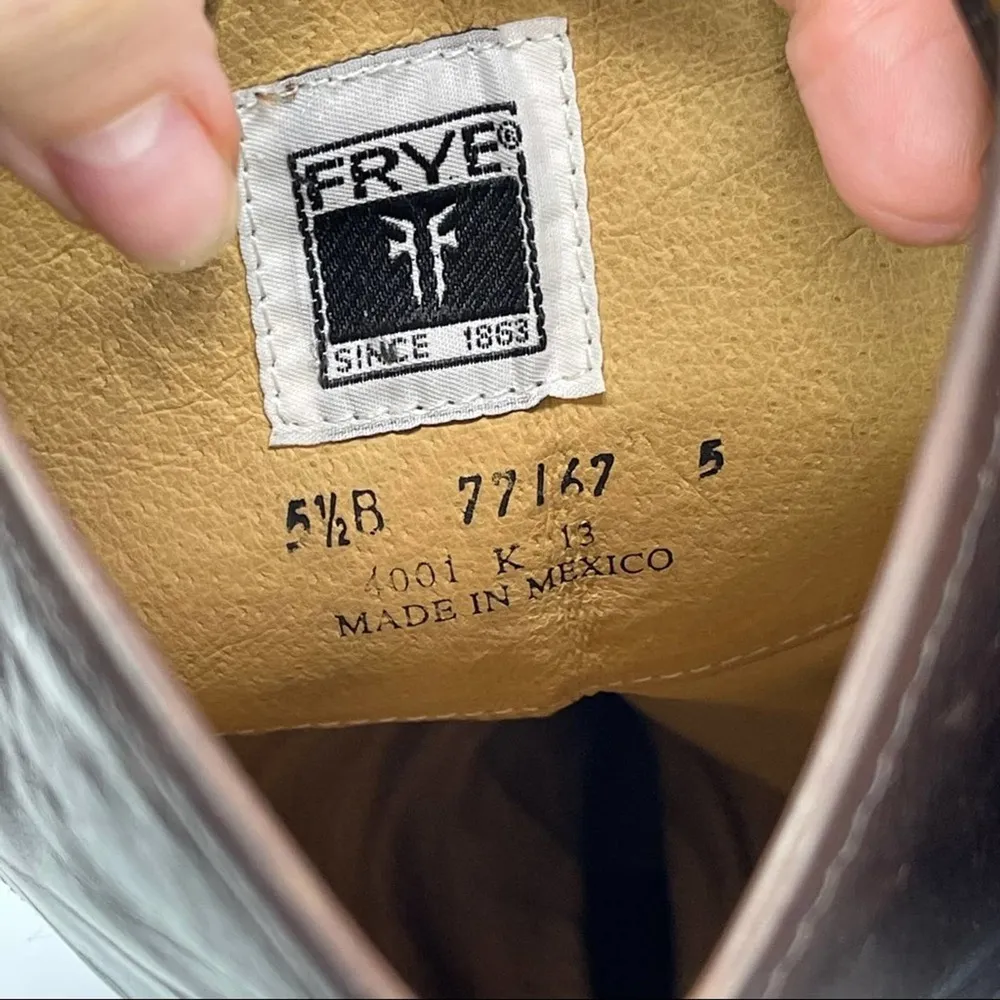 FRYE®
SINCE 1863
5½B 77167 5
4001 K 13
MADE IN MEXICO